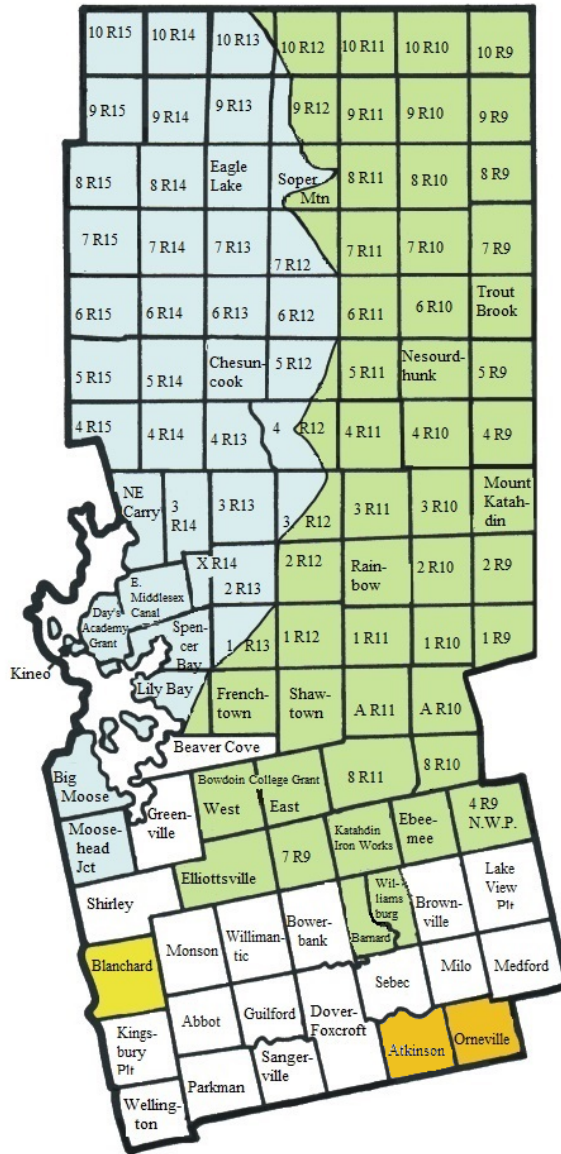 10 R15 10 R14 10 R13 10 R12 10 R11 10 R10 10 R9
9 R15 9 R14 9 R13 9 R12 9 R11 9 R10 9 R9
8 R15 8 R14 Eagle
Lake Soper
Mtn 8 R11 8 R10 8 R9
7 R15 7 R14 7 R13 7 R12 7 R11 7 R10 7 R9
6 R15 6 R14 6 R13 6 R12 6 R11 6 R10 Trout
Brook
5 R15 5 R14 Chesun-
cook 5 R12 5 R11 Nesourd-
hunk 5 R9
4 R15 4 R14 4 R13 4 R12 4 R11 4 R10 4 R9
NE
Carry 3
R14 3 R13 3 R12 3 R11 3 R10 Mount
Katah-
din
X R14
2 R13 2 R12 Rain-
bow 2 R10 2 R9
E.
Middlesex
Canal
Day's
Academy
Grant
Kineo
Spen-
cer
Bay 1 R13 1 R12 1 R11 1 R10 1 R9
Lily Bay French-
town Shaw-
town A R11 A R10
Beaver Cove
Big
Moose Green-
ville Bowdoin College Grant
West East 8 R11 8 R10
Moose-
head
Jct Elliottsville 7 R9 Katahdin
Iron Works Ebee-
mee 4 R9
N.W.P.
Shirley Monson Williman-
tic Bower-
bank Barnard Wil-
liams
burg Brown-
ville Lake
View
Plt
Blanchard Abbot Guilford Dover-
Foxcroft Sebec Milo Medford
Kings-
bury
Plt Parkman Sanger-
ville Atkinson Orneville
Welling-
ton